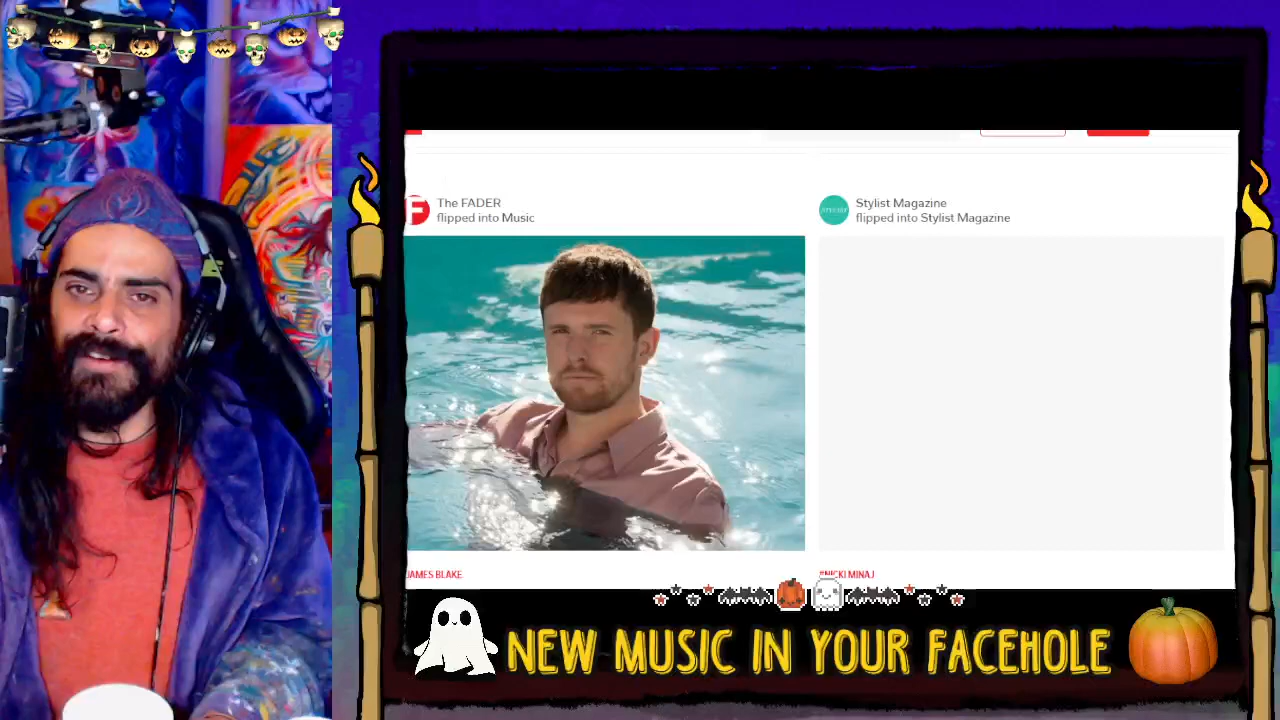 The FADER
flipped into Music
Stylist Magazine
flipped into Stylist Magazine
JAMES BLAKE
#NICKI MINAJ
NEW MUSIC IN YOUR FACEHOLE